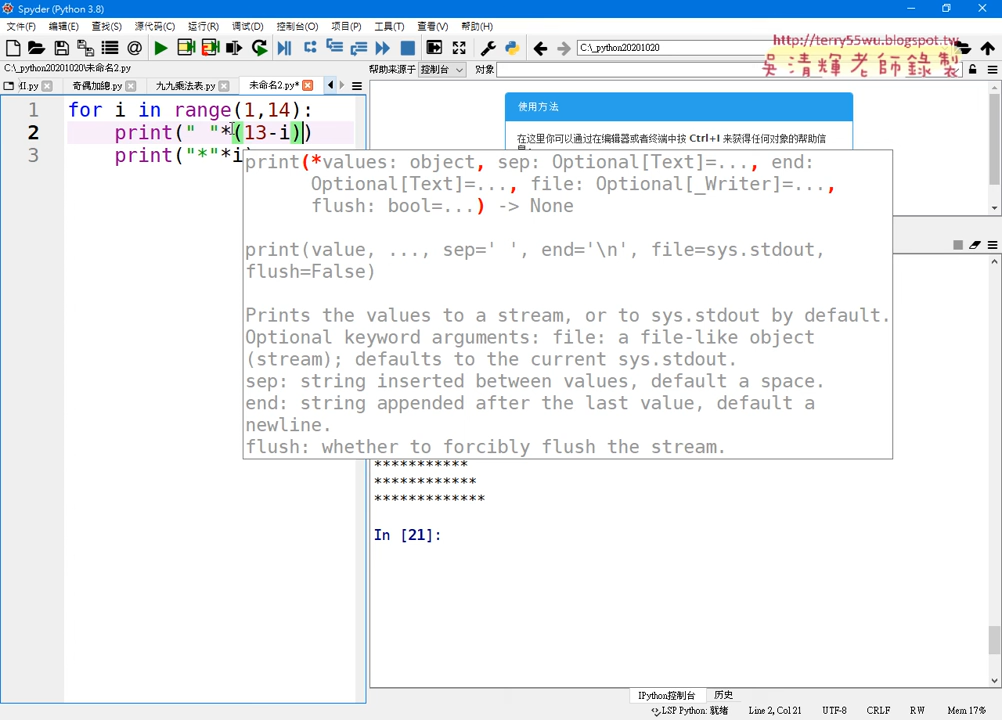 Spyder (Python 3.8)
文件(F) 编辑(E) 查找(S) 源代码(C) 运行(R) 调试(D) 控制台(O) 项目(P) 工具(T) 查看(V) 帮助(H)
C:\_python20201020
http://terry55wu.blogspot.tw
吳清輝老師錄製
C:\_python20201020\未命名2.py
帮助来源于 控制台 对象
II.py 奇偶加總.py 九九乘法表.py 未命名2.py*
使用方法
在这里你可以通过在编辑器或者终端中按 Ctrl+I 来获得任何对象的帮助信息。
1 for i in range(1,14):
2 print(" "*(13-i))
3 print("*"*i
print(*values: object, sep: Optional[Text]=..., end:
Optional[Text]=..., file: Optional[_Writer]=...,
flush: bool=...) -> None
print(value, ..., sep=' ', end='\n', file=sys.stdout,
flush=False)
Prints the values to a stream, or to sys.stdout by default.
Optional keyword arguments: file: a file-like object
(stream); defaults to the current sys.stdout.
sep: string inserted between values, default a space.
end: string appended after the last value, default a
newline.
flush: whether to forcibly flush the stream.
***********
************
*************
In [21]:
IPython控制台 历史
LSP Python: 就绪 Line 2, Col 21 UTF-8 CRLF RW Mem 17%